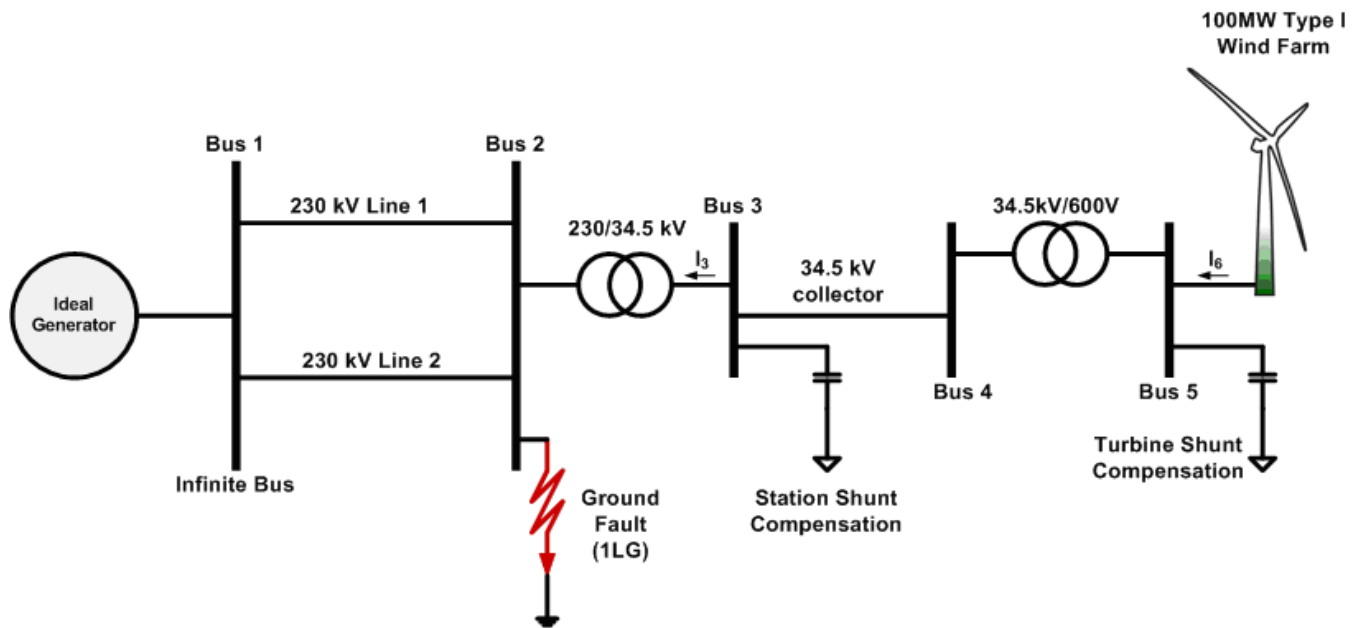 100MW Type I
Wind Farm
Bus 1
Bus 2
230 kV Line 1
Bus 3
230/34.5 kV
34.5kV/600V
I3
34.5 kV
collector
I6
Ideal
Generator
230 kV Line 2
Bus 4
Bus 5
Infinite Bus
Ground
Fault
(1LG)
Station Shunt
Compensation
Turbine Shunt
Compensation